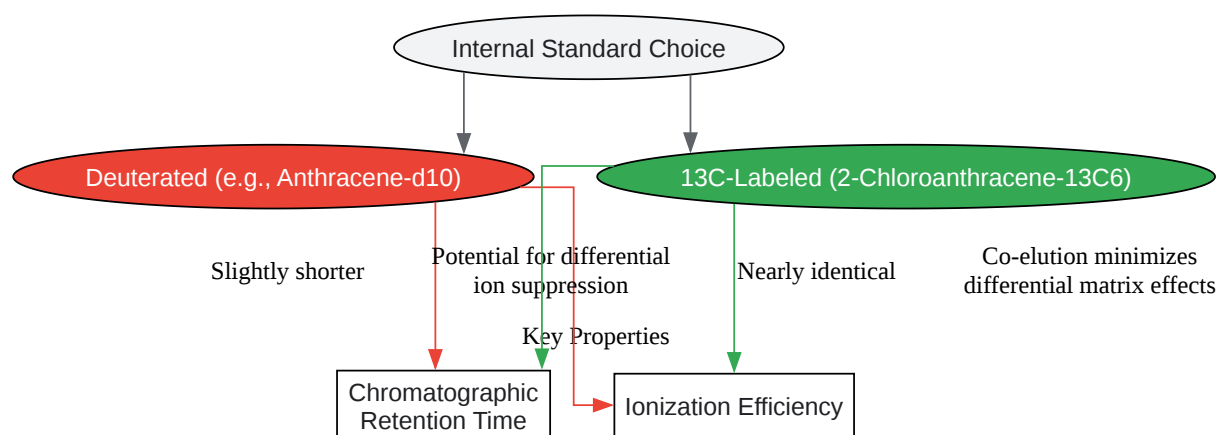 Internal Standard Choice
Deuterated (e.g., Anthracene-d10)
13C-Labeled (2-Chloroanthracene-13C6)
Slightly shorter
Potential for differential
ion suppression
Nearly identical
Co-elution minimizes
differential matrix effects
Key Properties
Chromatographic
Retention Time
Ionization Efficiency